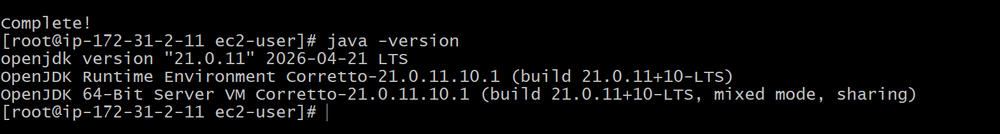 Complete!
[root@ip-172-31-2-11 ec2-user]# java -version
openjdk version "21.0.11" 2026-04-21 LTS
OpenJDK Runtime Environment Corretto-21.0.11.10.1 (build 21.0.11+10-LTS)
OpenJDK 64-Bit Server VM Corretto-21.0.11.10.1 (build 21.0.11+10-LTS, mixed mode, sharing)
[root@ip-172-31-2-11 ec2-user]#